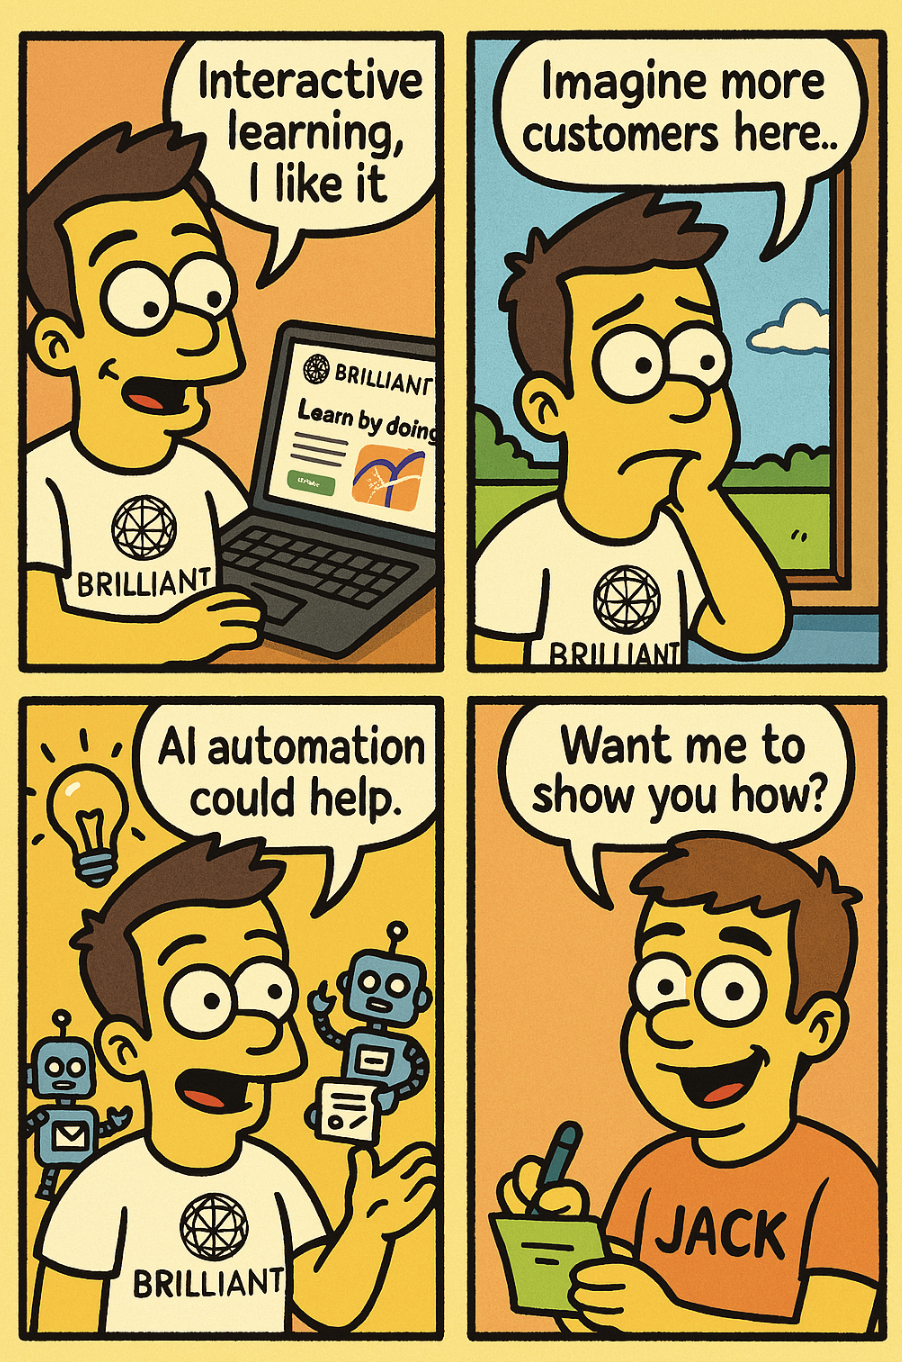 Interactive
learning,
I like it
BRILLIANT
Learn by doing
BRILLIANT
Imagine more
customers here..
BRILLIANT
AI automation
could help.
BRILLIANT
Want me to
show you how?
JACK